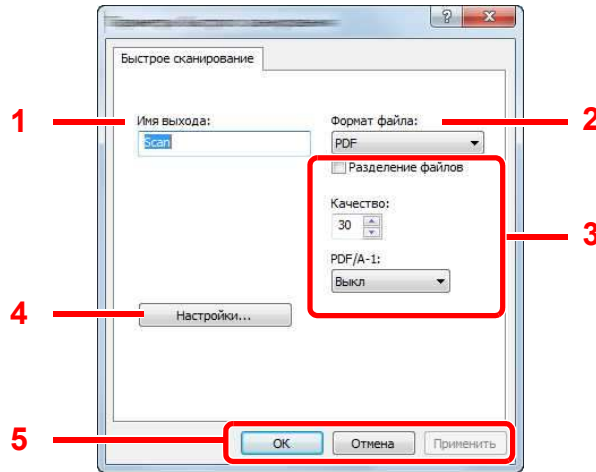 Быстрое сканирование
1 Имя выхода: Формат файла: 2
Scan PDF
Разделение файлов
Качество:
30 3
PDF/A-1:
Выкл
4 Настройки...
5 ОК Отмена Применить